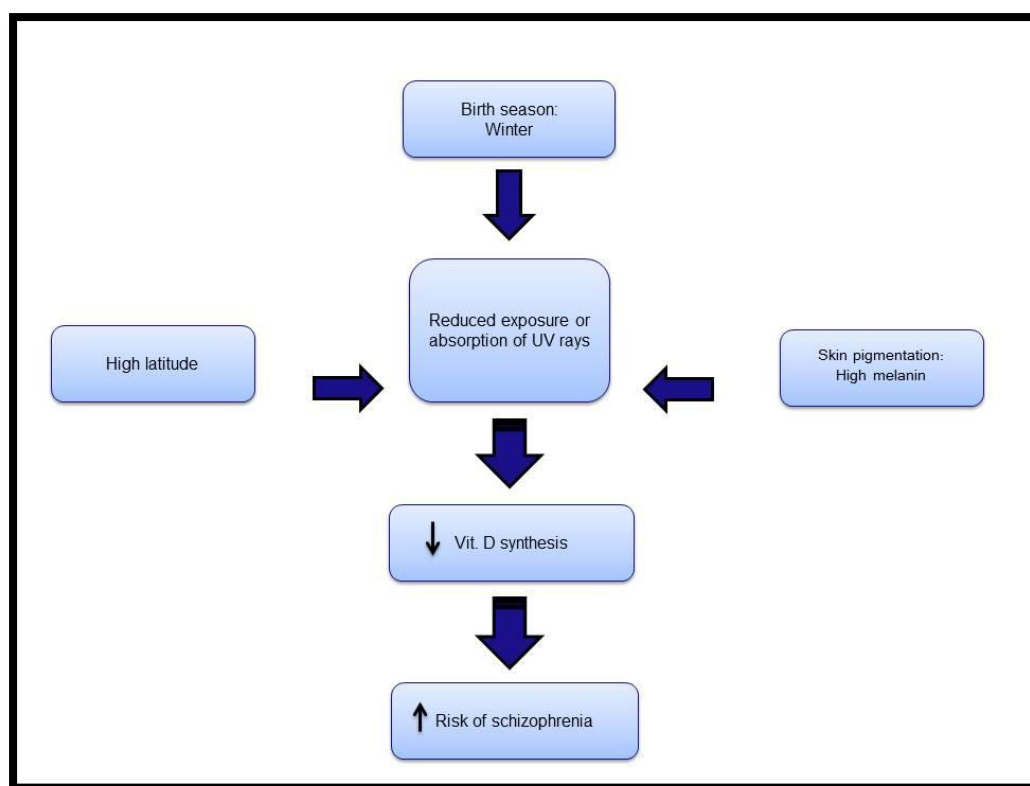 Birth season:
Winter
Reduced exposure or
absorption of UV rays
High latitude
Skin pigmentation:
High melanin
↓ Vit. D synthesis
↑ Risk of schizophrenia